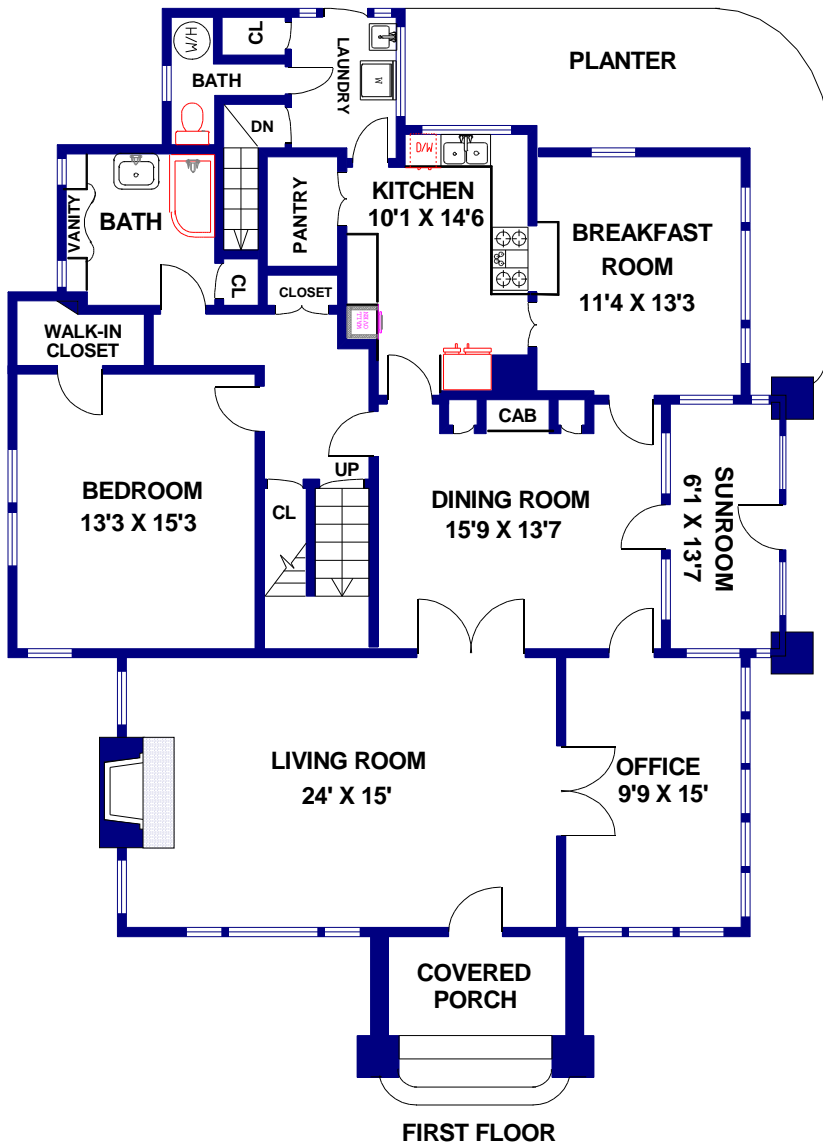 CL
H/M
LAUNDRY
PLANTER
BATH
W
DN
D/W
KITCHEN
10'1 X 14'6
PANTRY
VANITY
BATH
BREAKFAST
ROOM
11'4 X 13'3
CL
CLOSET
WALK-IN
CLOSET
CAB
UP
BEDROOM
13'3 X 15'3
CL
DINING ROOM
15'9 X 13'7
SUNROOM
6'1 X 13'7
LIVING ROOM
24' X 15'
OFFICE
9'9 X 15'
COVERED
PORCH
FIRST FLOOR